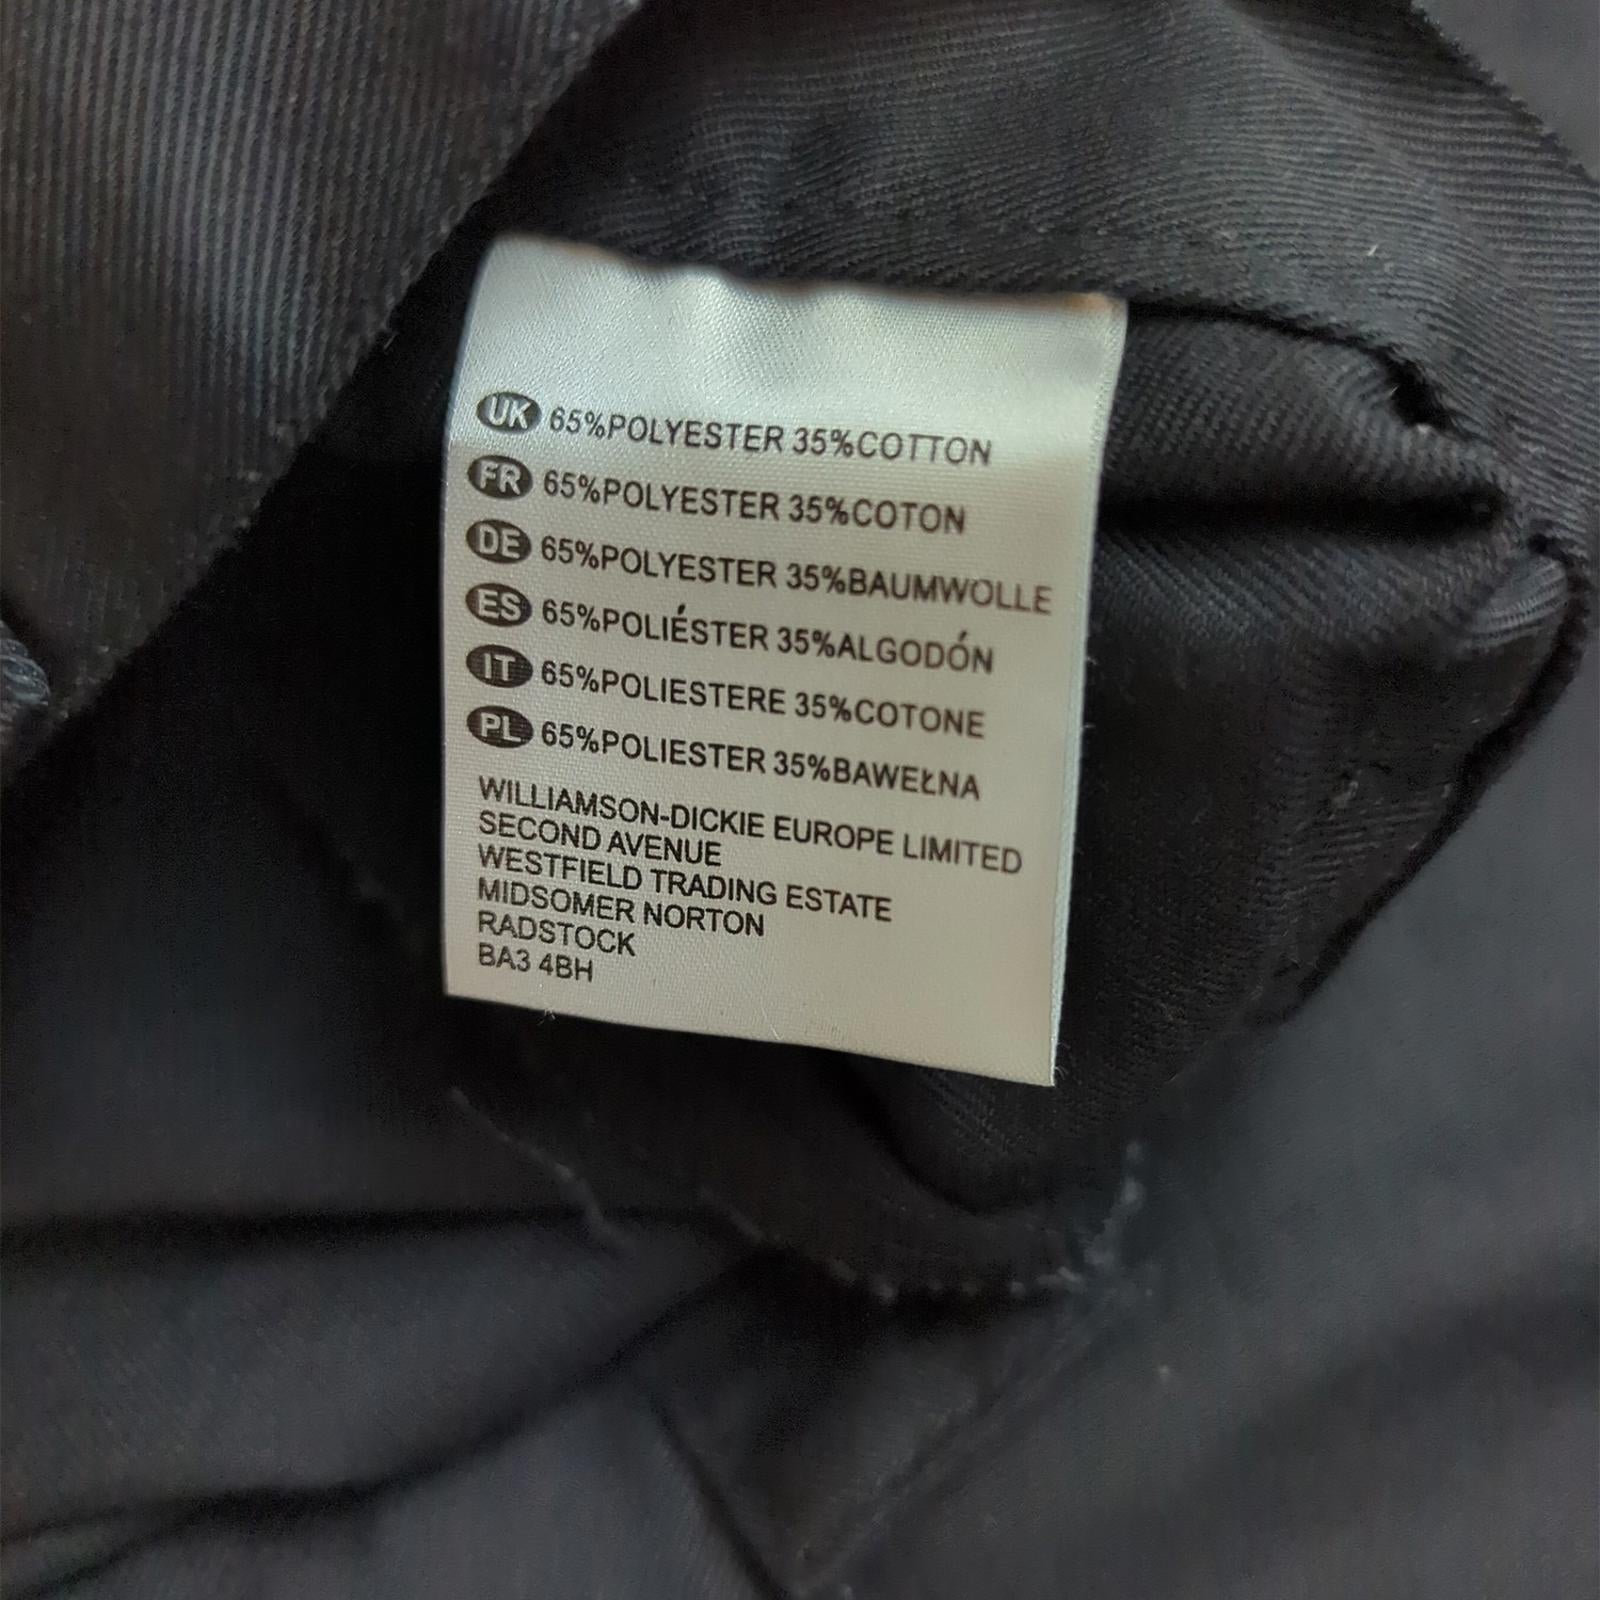 UK 65%POLYESTER 35%COTTON
FR 65%POLYESTER 35%COTON
DE 65%POLYESTER 35%BAUMWOLLE
ES 65%POLIÉSTER 35%ALGODÓN
IT 65%POLIESTERE 35%COTONE
PL 65%POLIESTER 35%BAWEŁNA
WILLIAMSON-DICKIE EUROPE LIMITED
SECOND AVENUE
WESTFIELD TRADING ESTATE
MIDSOMER NORTON
RADSTOCK
BA3 4BH